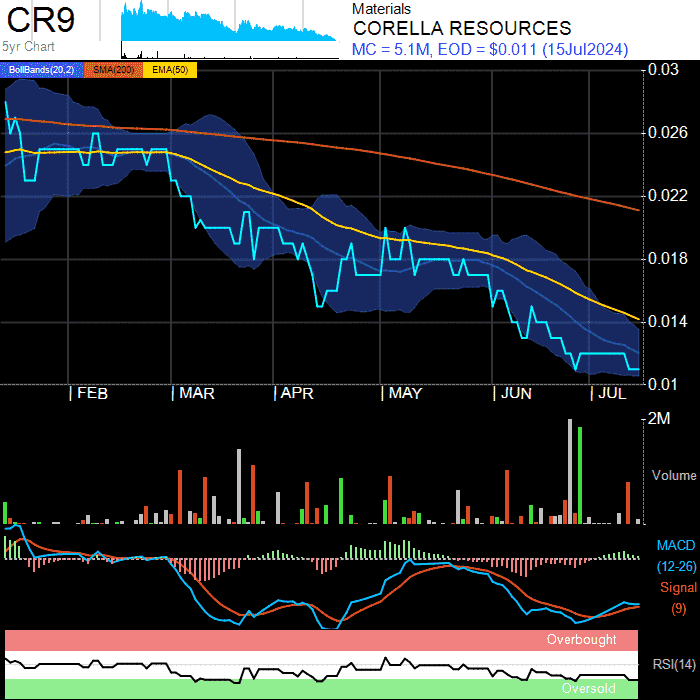 CR9
5yr Chart
Materials
CORELLA RESOURCES
MC = 5.1M, EOD = $0.011 (15Jul2024)
BollBands(20,2) SMA(200) EMA(50)
0.03
0.026
0.022
0.018
0.014
0.01
FEB MAR APR MAY JUN JUL
2M
Volume
MACD
(12-26)
Signal
(9)
Overbought
RSI(14)
Oversold